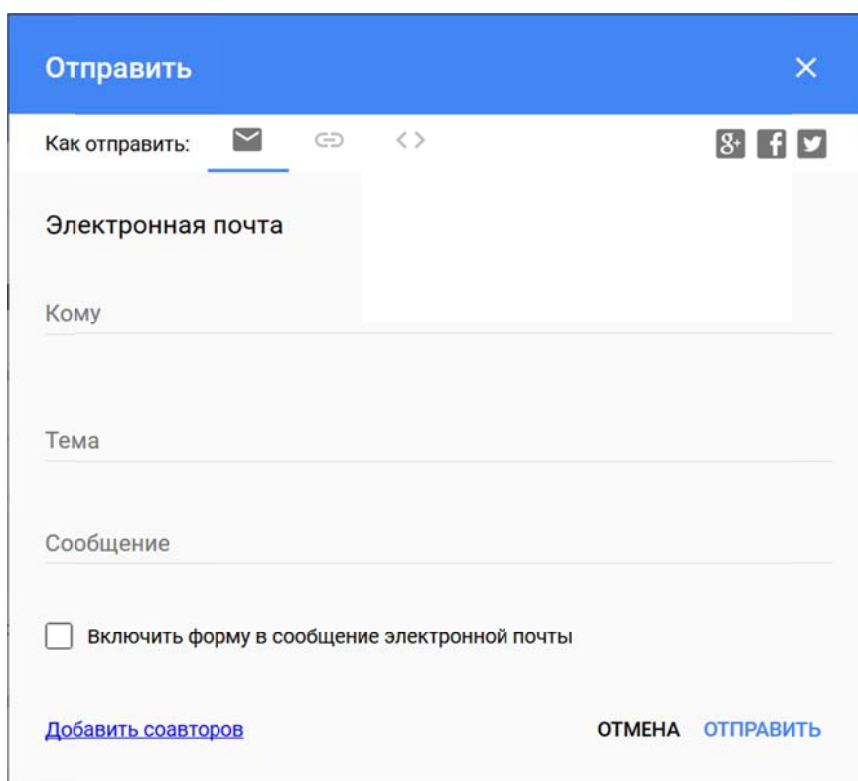 Отправить
Как отправить:
Электронная почта
Кому
Тема
Сообщение
Включить форму в сообщение электронной почты
Добавить соавторов ОТМЕНА ОТПРАВИТЬ